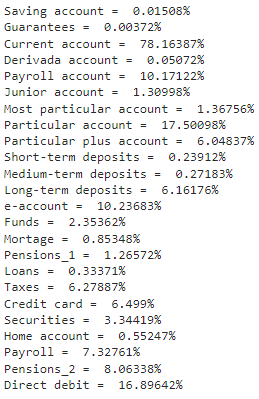 Saving account =  0.01508%
Guarantees =  0.00372%
Current account =  78.16387%
Derivada account =  0.05072%
Payroll account =  10.17122%
Junior account =  1.30998%
Most particular account =  1.36756%
Particular account =  17.50098%
Particular plus account =  6.04837%
Short-term deposits =  0.23912%
Medium-term deposits =  0.27183%
Long-term deposits =  6.16176%
e-account =  10.23683%
Funds =  2.35362%
Mortage =  0.85348%
Pensions_1 =  1.26572%
Loans =  0.33371%
Taxes =  6.27887%
Credit card =  6.499%
Securities =  3.34419%
Home account =  0.55247%
Payroll =  7.32761%
Pensions_2 =  8.06338%
Direct debit =  16.89642%